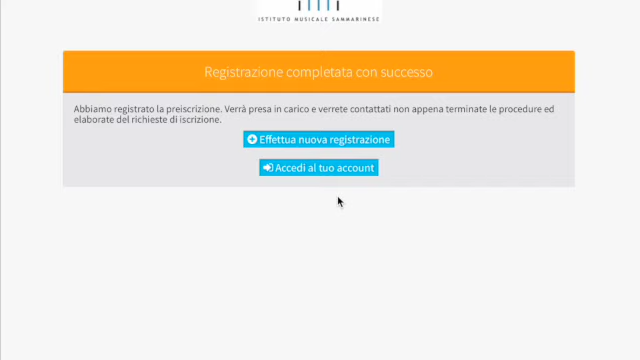 ISTITUTO MUSICALE SANMARINESE
Registrazione completata con successo
Abbiamo registrato la preiscrizione. Verrà presa in carico e verrete contattati non appena terminate le procedure ed
elaborate del richieste di iscrizione.
Effettua nuova registrazione
Accedi al tuo account